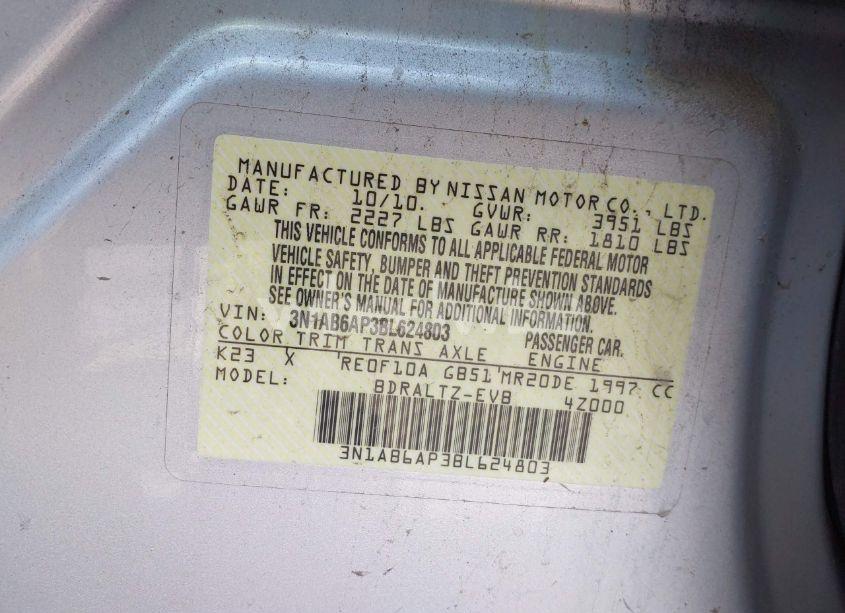 MANUFACTURED BY NISSAN MOTOR CO., LTD.
DATE: 10/10. GVWR: 3951 LBS
GAWR FR: 2227 LBS GAWR RR: 1810 LBS
THIS VEHICLE CONFORMS TO ALL APPLICABLE FEDERAL MOTOR
VEHICLE SAFETY, BUMPER AND THEFT PREVENTION STANDARDS
IN EFFECT ON THE DATE OF MANUFACTURE SHOWN ABOVE.
SEE OWNER'S MANUAL FOR ADDITIONAL INFORMATION.
VIN: 3N1AB6AP3BL624803 PASSENGER CAR.
COLOR TRIM TRANS AXLE ENGINE
K23 X RE0F10A GB51 MR20DE 1997 CC
MODEL: BDRALTZ-EVB 4Z000
3N1AB6AP3BL624803